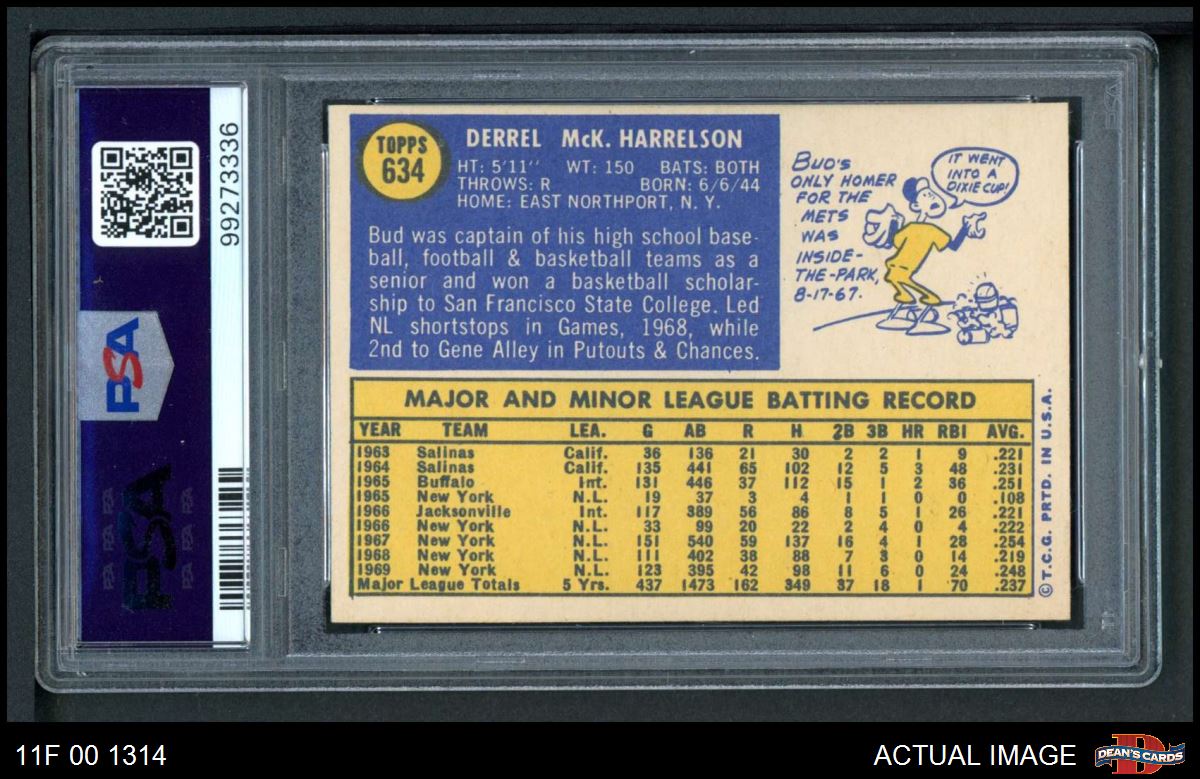 99273336
PSA
PSA
TOPPS
634
DERREL McK. HARRELSON
HT: 5'11" WT: 150 BATS: BOTH
THROWS: R BORN: 6/6/44
HOME: EAST NORTHPORT, N. Y.
Bud was captain of his high school base-
ball, football & basketball teams as a
senior and won a basketball scholar-
ship to San Francisco State College. Led
NL shortstops in Games, 1968, while
2nd to Gene Alley in Putouts & Chances.
BUD'S
ONLY HOMER
FOR THE
METS
WAS
INSIDE-
THE-PARK,
8-17-67.
IT WENT
INTO A
DIXIE CUP!
MAJOR AND MINOR LEAGUE BATTING RECORD
YEAR TEAM LEA. G AB R H 2B 3B HR RBI AVG.
1963 Salinas Calif. 36 136 21 30 2 2 1 9 .221
1964 Salinas Calif. 135 441 65 102 12 5 3 48 .231
1965 Buffalo Int. 131 446 37 112 15 1 2 36 .251
1965 New York N.L. 19 37 3 4 1 1 0 0 .108
1966 Jacksonville Int. 117 389 56 86 8 5 1 26 .221
1966 New York N.L. 33 99 20 22 2 4 0 4 .222
1967 New York N.L. 151 540 59 137 16 4 1 28 .254
1968 New York N.L. 111 402 38 88 7 3 0 14 .219
1969 New York N.L. 123 395 42 98 11 6 0 24 .248
Major League Totals 5 Yrs. 437 1473 162 349 37 18 1 70 .237
© T.C.G. PRTD. IN U.S.A.
11F 00 1314
ACTUAL IMAGE
DEAN'S CARDS